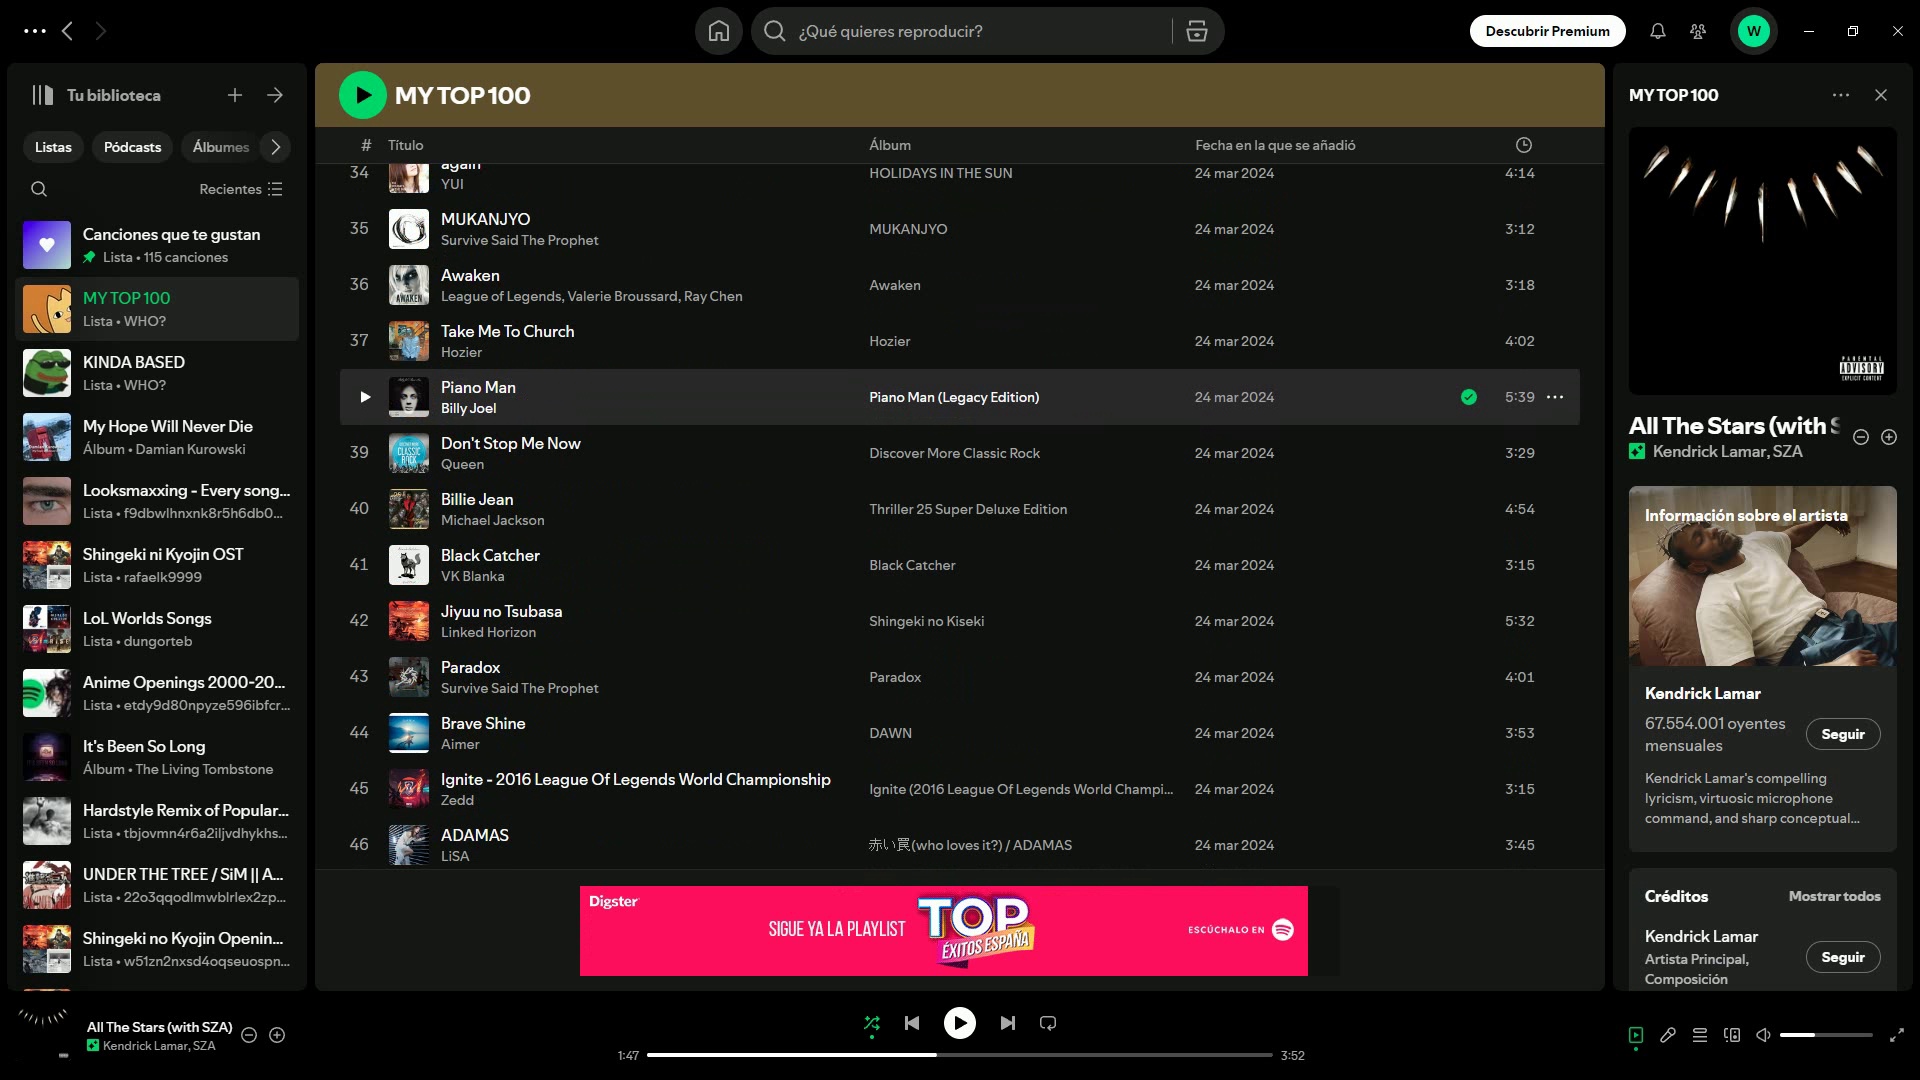 ¿Qué quieres reproducir?
Descubrir Premium
W
Tu biblioteca
Listas
Pódcasts
Álbumes
Recientes
Canciones que te gustan
Lista • 115 canciones
MY TOP 100
Lista • WHO?
KINDA BASED
Lista • WHO?
My Hope Will Never Die
Álbum • Damian Kurowski
Looksmaxxing - Every song...
Lista • f9dbwlhnxnk8r5h6db0...
Shingeki ni Kyojin OST
Lista • rafaelk9999
LoL Worlds Songs
Lista • dungorteb
Anime Openings 2000-20...
Lista • etdy9d80npyze596ibfcr...
It's Been So Long
Álbum • The Living Tombstone
Hardstyle Remix of Popular...
Lista • tbjovmn4r6a2iljvdhykhs...
UNDER THE TREE / SiM || A...
Lista • 22o3qqodlmwblrlex2zp...
Shingeki no Kyojin Openin...
Lista • w51zn2nxsd4oqseuospn...
MY TOP 100
# Título Álbum Fecha en la que se añadió
34 again HOLIDAYS IN THE SUN 24 mar 2024 4:14
YUI
35 MUKANJYO MUKANJYO 24 mar 2024 3:12
Survive Said The Prophet
36 Awaken Awaken 24 mar 2024 3:18
League of Legends, Valerie Broussard, Ray Chen
AWAKEN
37 Take Me To Church Hozier 24 mar 2024 4:02
Hozier
Piano Man Piano Man (Legacy Edition) 24 mar 2024 5:39
Billy Joel
39 Don't Stop Me Now Discover More Classic Rock 24 mar 2024 3:29
Queen
CLASSIC ROCK
40 Billie Jean Thriller 25 Super Deluxe Edition 24 mar 2024 4:54
Michael Jackson
41 Black Catcher Black Catcher 24 mar 2024 3:15
VK Blanka
42 Jiyuu no Tsubasa Shingeki no Kiseki 24 mar 2024 5:32
Linked Horizon
43 Paradox Paradox 24 mar 2024 4:01
Survive Said The Prophet
44 Brave Shine DAWN 24 mar 2024 3:53
Aimer
45 Ignite - 2016 League Of Legends World Championship Ignite (2016 League Of Legends World Champi... 24 mar 2024 3:15
Zedd
46 ADAMAS 赤い罠(who loves it?) / ADAMAS 24 mar 2024 3:45
LiSA
Digster
SIGUE YA LA PLAYLIST
TOP
ÉXITOS ESPAÑA
ESCÚCHALO EN
MY TOP 100
PARENTAL
ADVISORY
EXPLICIT CONTENT
All The Stars (with S
Kendrick Lamar, SZA
Información sobre el artista
Kendrick Lamar
67.554.001 oyentes
mensuales
Seguir
Kendrick Lamar's compelling
lyricism, virtuosic microphone
command, and sharp conceptual...
Créditos
Mostrar todos
Kendrick Lamar
Artista Principal,
Composición
Seguir
All The Stars (with SZA)
Kendrick Lamar, SZA
1:47
3:52